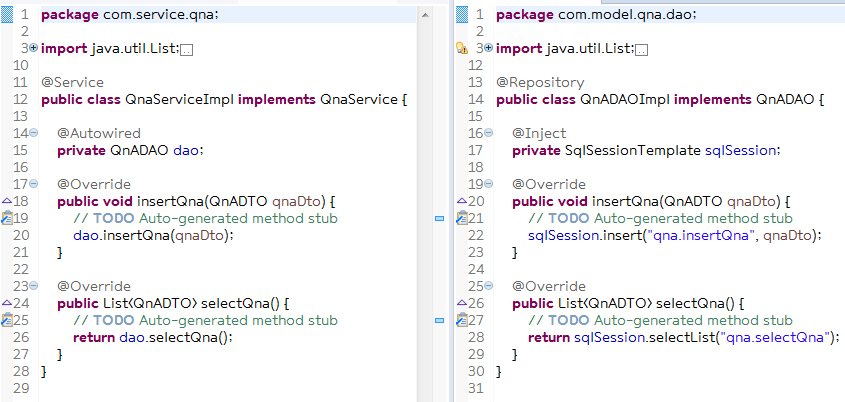 1 package com.service.qna;
2
3 import java.util.List;
10
11 @Service
12 public class QnaServiceImpl implements QnaService {
13
14 @Autowired
15 private QnADAO dao;
16
17 @Override
18 public void insertQna(QnADTO qnaDto) {
19 // TODO Auto-generated method stub
20 dao.insertQna(qnaDto);
21 }
22
23 @Override
24 public List<QnADTO> selectQna() {
25 // TODO Auto-generated method stub
26 return dao.selectQna();
27 }
28 }
29
1 package com.model.qna.dao;
2
3 import java.util.List;
12
13 @Repository
14 public class QnADAOImpl implements QnADAO {
15
16 @Inject
17 private SqlSessionTemplate sqlSession;
18
19 @Override
20 public void insertQna(QnADTO qnaDto) {
21 // TODO Auto-generated method stub
22 sqlSession.insert("qna.insertQna", qnaDto);
23 }
24
25 @Override
26 public List<QnADTO> selectQna() {
27 // TODO Auto-generated method stub
28 return sqlSession.selectList("qna.selectQna");
29 }
30 }
31